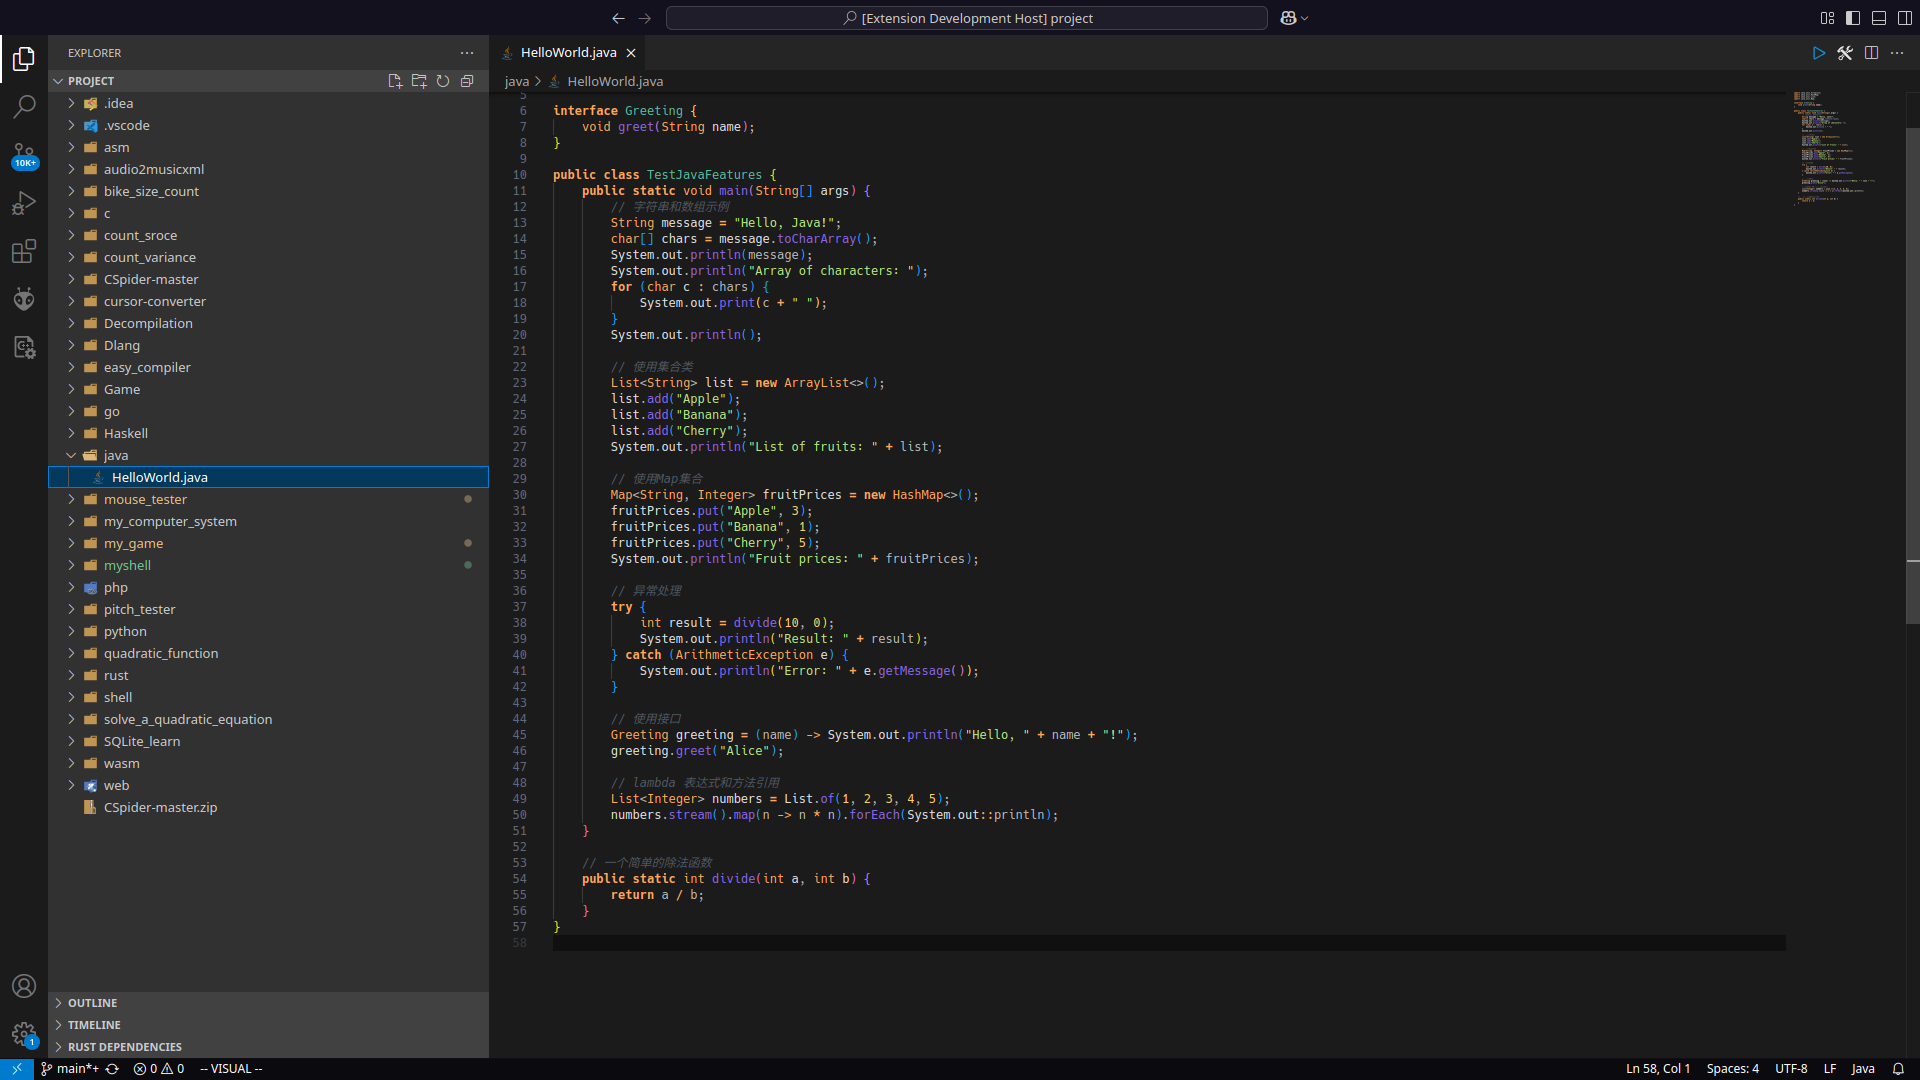 [Extension Development Host] project
EXPLORER
PROJECT
.idea
.vscode
asm
audio2musicxml
bike_size_count
c
count_sroce
count_variance
CSpider-master
cursor-converter
Decompilation
Dlang
easy_compiler
Game
go
Haskell
java
HelloWorld.java
mouse_tester
my_computer_system
my_game
myshell
php
pitch_tester
python
quadratic_function
rust
shell
solve_a_quadratic_equation
SQLite_learn
wasm
web
CSpider-master.zip
OUTLINE
TIMELINE
RUST DEPENDENCIES
10K+
1
HelloWorld.java
java > HelloWorld.java
5
6 interface Greeting {
7     void greet(String name);
8 }
9
10 public class TestJavaFeatures {
11     public static void main(String[] args) {
12         // 字符串和数组示例
13         String message = "Hello, Java!";
14         char[] chars = message.toCharArray();
15         System.out.println(message);
16         System.out.println("Array of characters: ");
17         for (char c : chars) {
18             System.out.print(c + " ");
19         }
20         System.out.println();
21
22         // 使用集合类
23         List<String> list = new ArrayList<>();
24         list.add("Apple");
25         list.add("Banana");
26         list.add("Cherry");
27         System.out.println("List of fruits: " + list);
28
29         // 使用Map集合
30         Map<String, Integer> fruitPrices = new HashMap<>();
31         fruitPrices.put("Apple", 3);
32         fruitPrices.put("Banana", 1);
33         fruitPrices.put("Cherry", 5);
34         System.out.println("Fruit prices: " + fruitPrices);
35
36         // 异常处理
37         try {
38             int result = divide(10, 0);
39             System.out.println("Result: " + result);
40         } catch (ArithmeticException e) {
41             System.out.println("Error: " + e.getMessage());
42         }
43
44         // 使用接口
45         Greeting greeting = (name) -> System.out.println("Hello, " + name + "!");
46         greeting.greet("Alice");
47
48         // lambda 表达式和方法引用
49         List<Integer> numbers = List.of(1, 2, 3, 4, 5);
50         numbers.stream().map(n -> n * n).forEach(System.out::println);
51     }
52
53     // 一个简单的除法函数
54     public static int divide(int a, int b) {
55         return a / b;
56     }
57 }
58
main*+ 0 0 -- VISUAL -- Ln 58, Col 1 Spaces: 4 UTF-8 LF Java